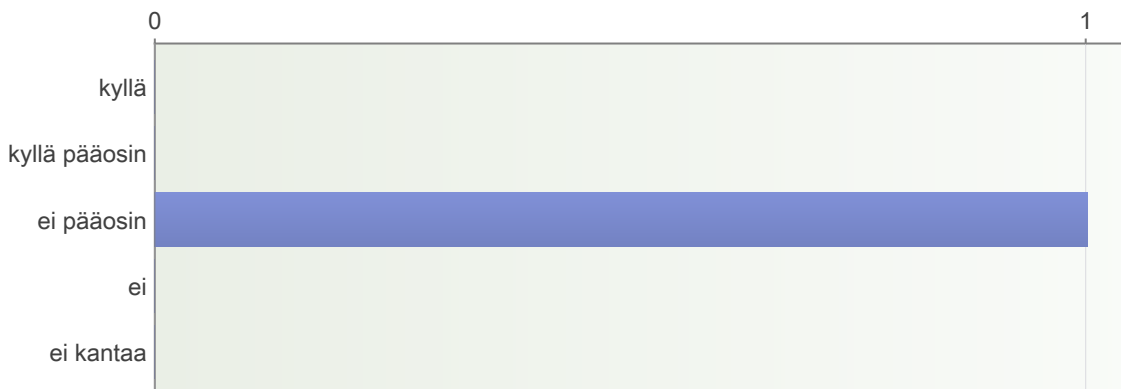 0 1
kyllä
kyllä pääosin
ei pääosin
ei
ei kantaa